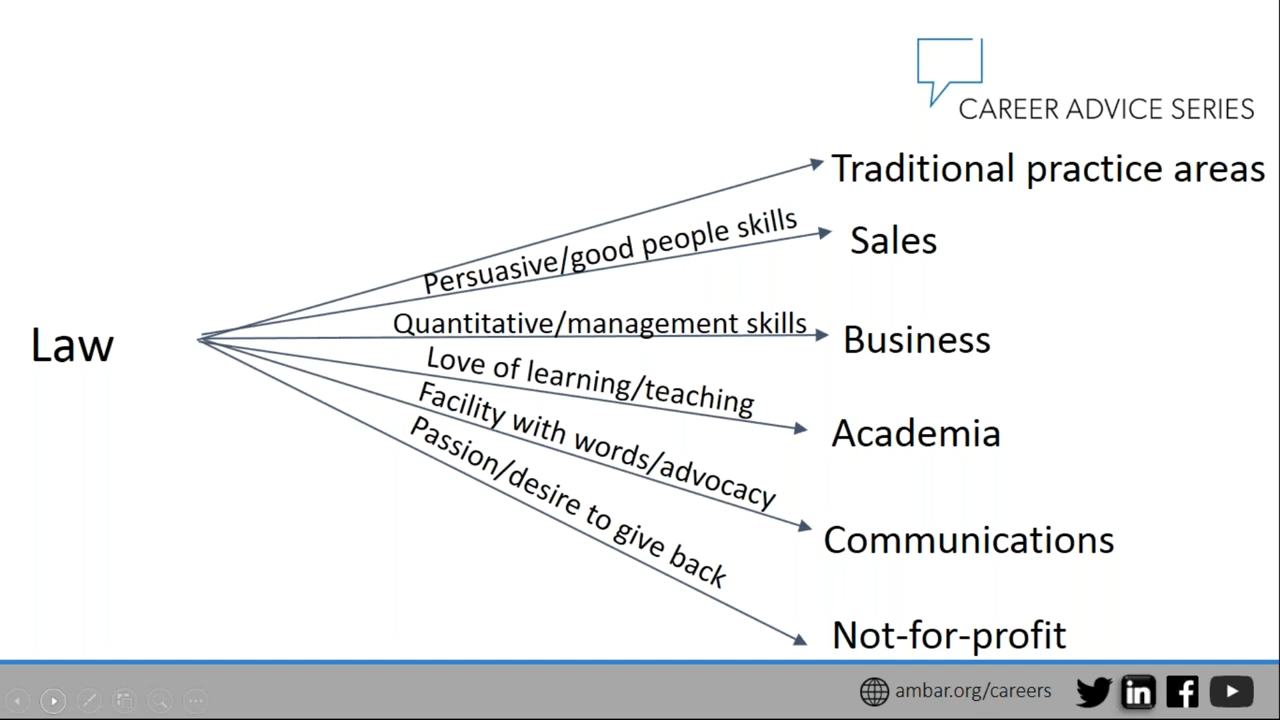 CAREER ADVICE SERIES
Traditional practice areas
Persuasive/good people skills
Sales
Law
Quantitative/management skills
Business
Love of learning/teaching
Academia
Facility with words/advocacy
Communications
Passion/desire to give back
Not-for-profit
ambar.org/careers
in
f